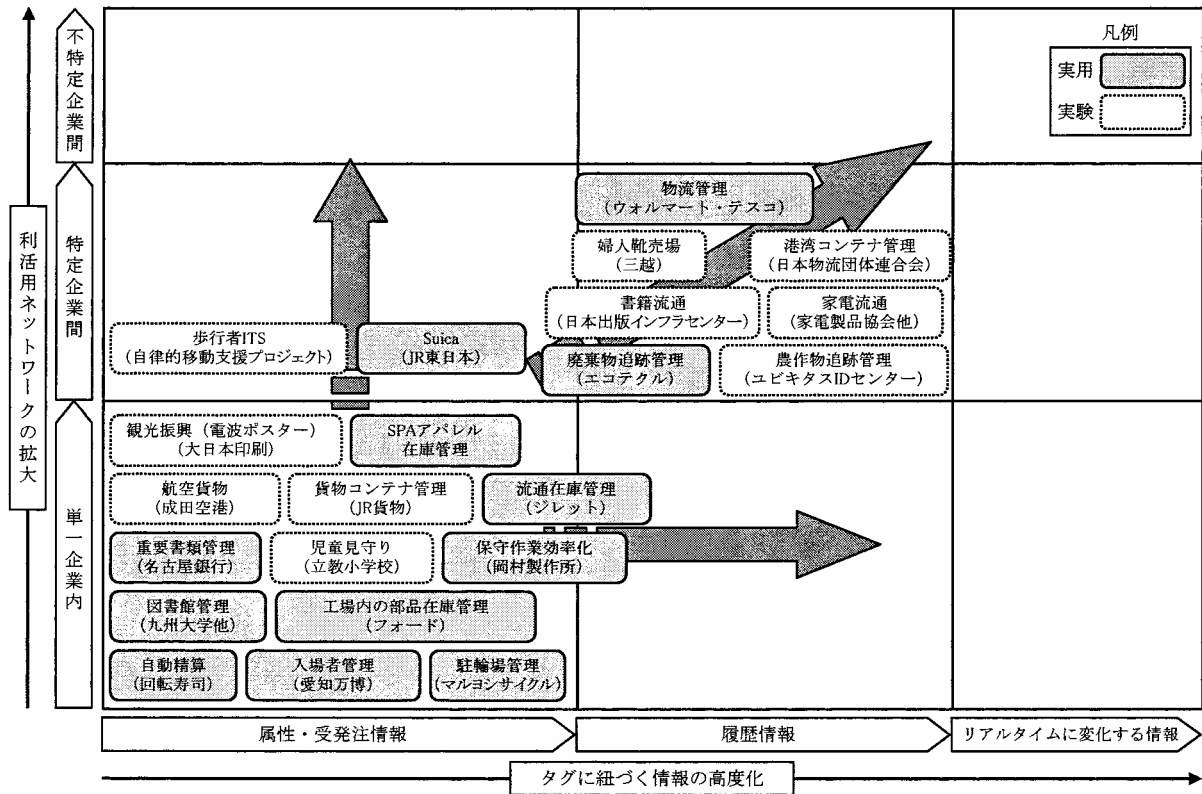 凡例
実用
実験
利活用ネットワークの拡大
不特定企業間
特定企業間
単一企業内
物流管理
(ウォルマート・テスコ)
婦人靴売場
(三越)
港湾コンテナ管理
(日本物流団体連合会)
書籍流通
(日本出版インフラセンター)
家電流通
(家電製品協会他)
歩行者ITS
(自律的移動支援プロジェクト)
Suica
(JR東日本)
廃棄物追跡管理
(エコテクル)
農作物追跡管理
(ユビキタスIDセンター)
観光振興(電波ポスター)
(大日本印刷)
SPAアパレル
在庫管理
航空貨物
(成田空港)
貨物コンテナ管理
(JR貨物)
流通在庫管理
(ジレット)
重要書類管理
(名古屋銀行)
児童見守り
(立教小学校)
保守作業効率化
(岡村製作所)
図書館管理
(九州大学他)
工場内の部品在庫管理
(フォード)
自動精算
(回転寿司)
入場者管理
(愛知万博)
駐輪場管理
(マルヨシサイクル)
属性・受発注情報
履歴情報
リアルタイムに変化する情報
タグに紐づく情報の高度化